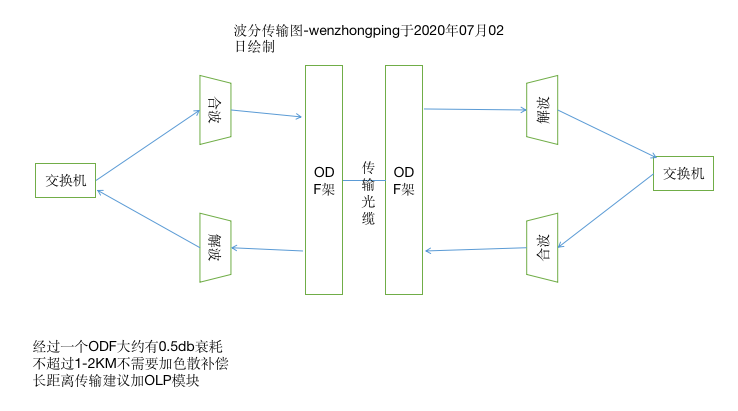 波分传输图-wenzhongping于2020年07月02
日绘制
合波
解波
交换机
OD
F架
传
输
光
缆
OD
F架
交换机
解波
合波
经过一个ODF大约有0.5db衰耗
不超过1-2KM不需要加色散补偿
长距离传输建议加OLP模块